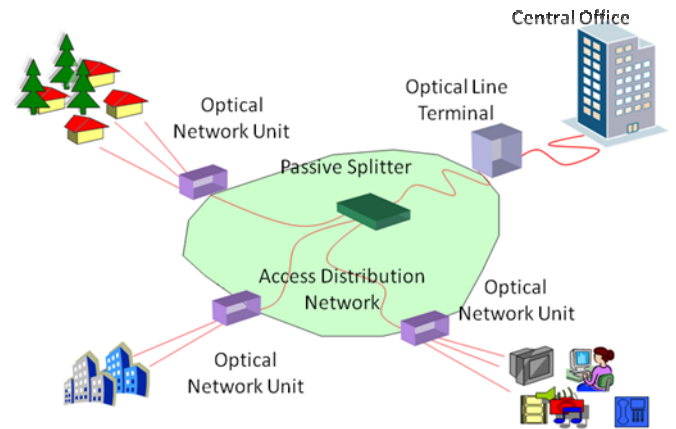 Central Office
Optical Line
Terminal
Optical
Network Unit
Passive Splitter
Access Distribution
Network
Optical
Network Unit
Optical
Network Unit